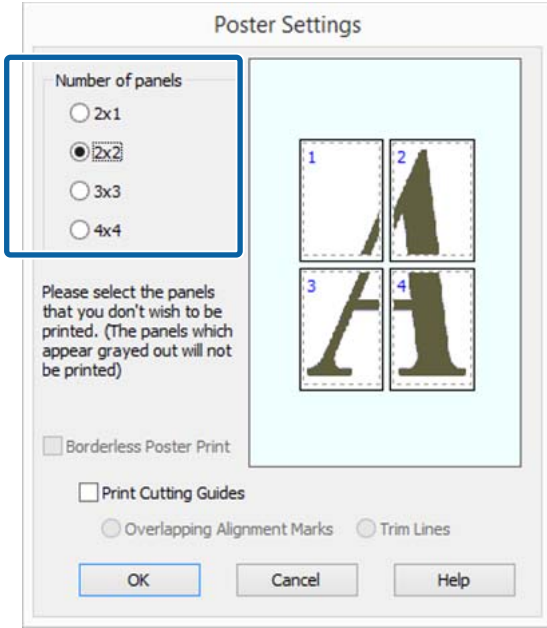 Poster Settings
Number of panels
2x1
2x2
3x3
4x4
1
2
3
4
Please select the panels
that you don't wish to be
printed. (The panels which
appear grayed out will not
be printed)
Borderless Poster Print
Print Cutting Guides
Overlapping Alignment Marks
Trim Lines
OK
Cancel
Help